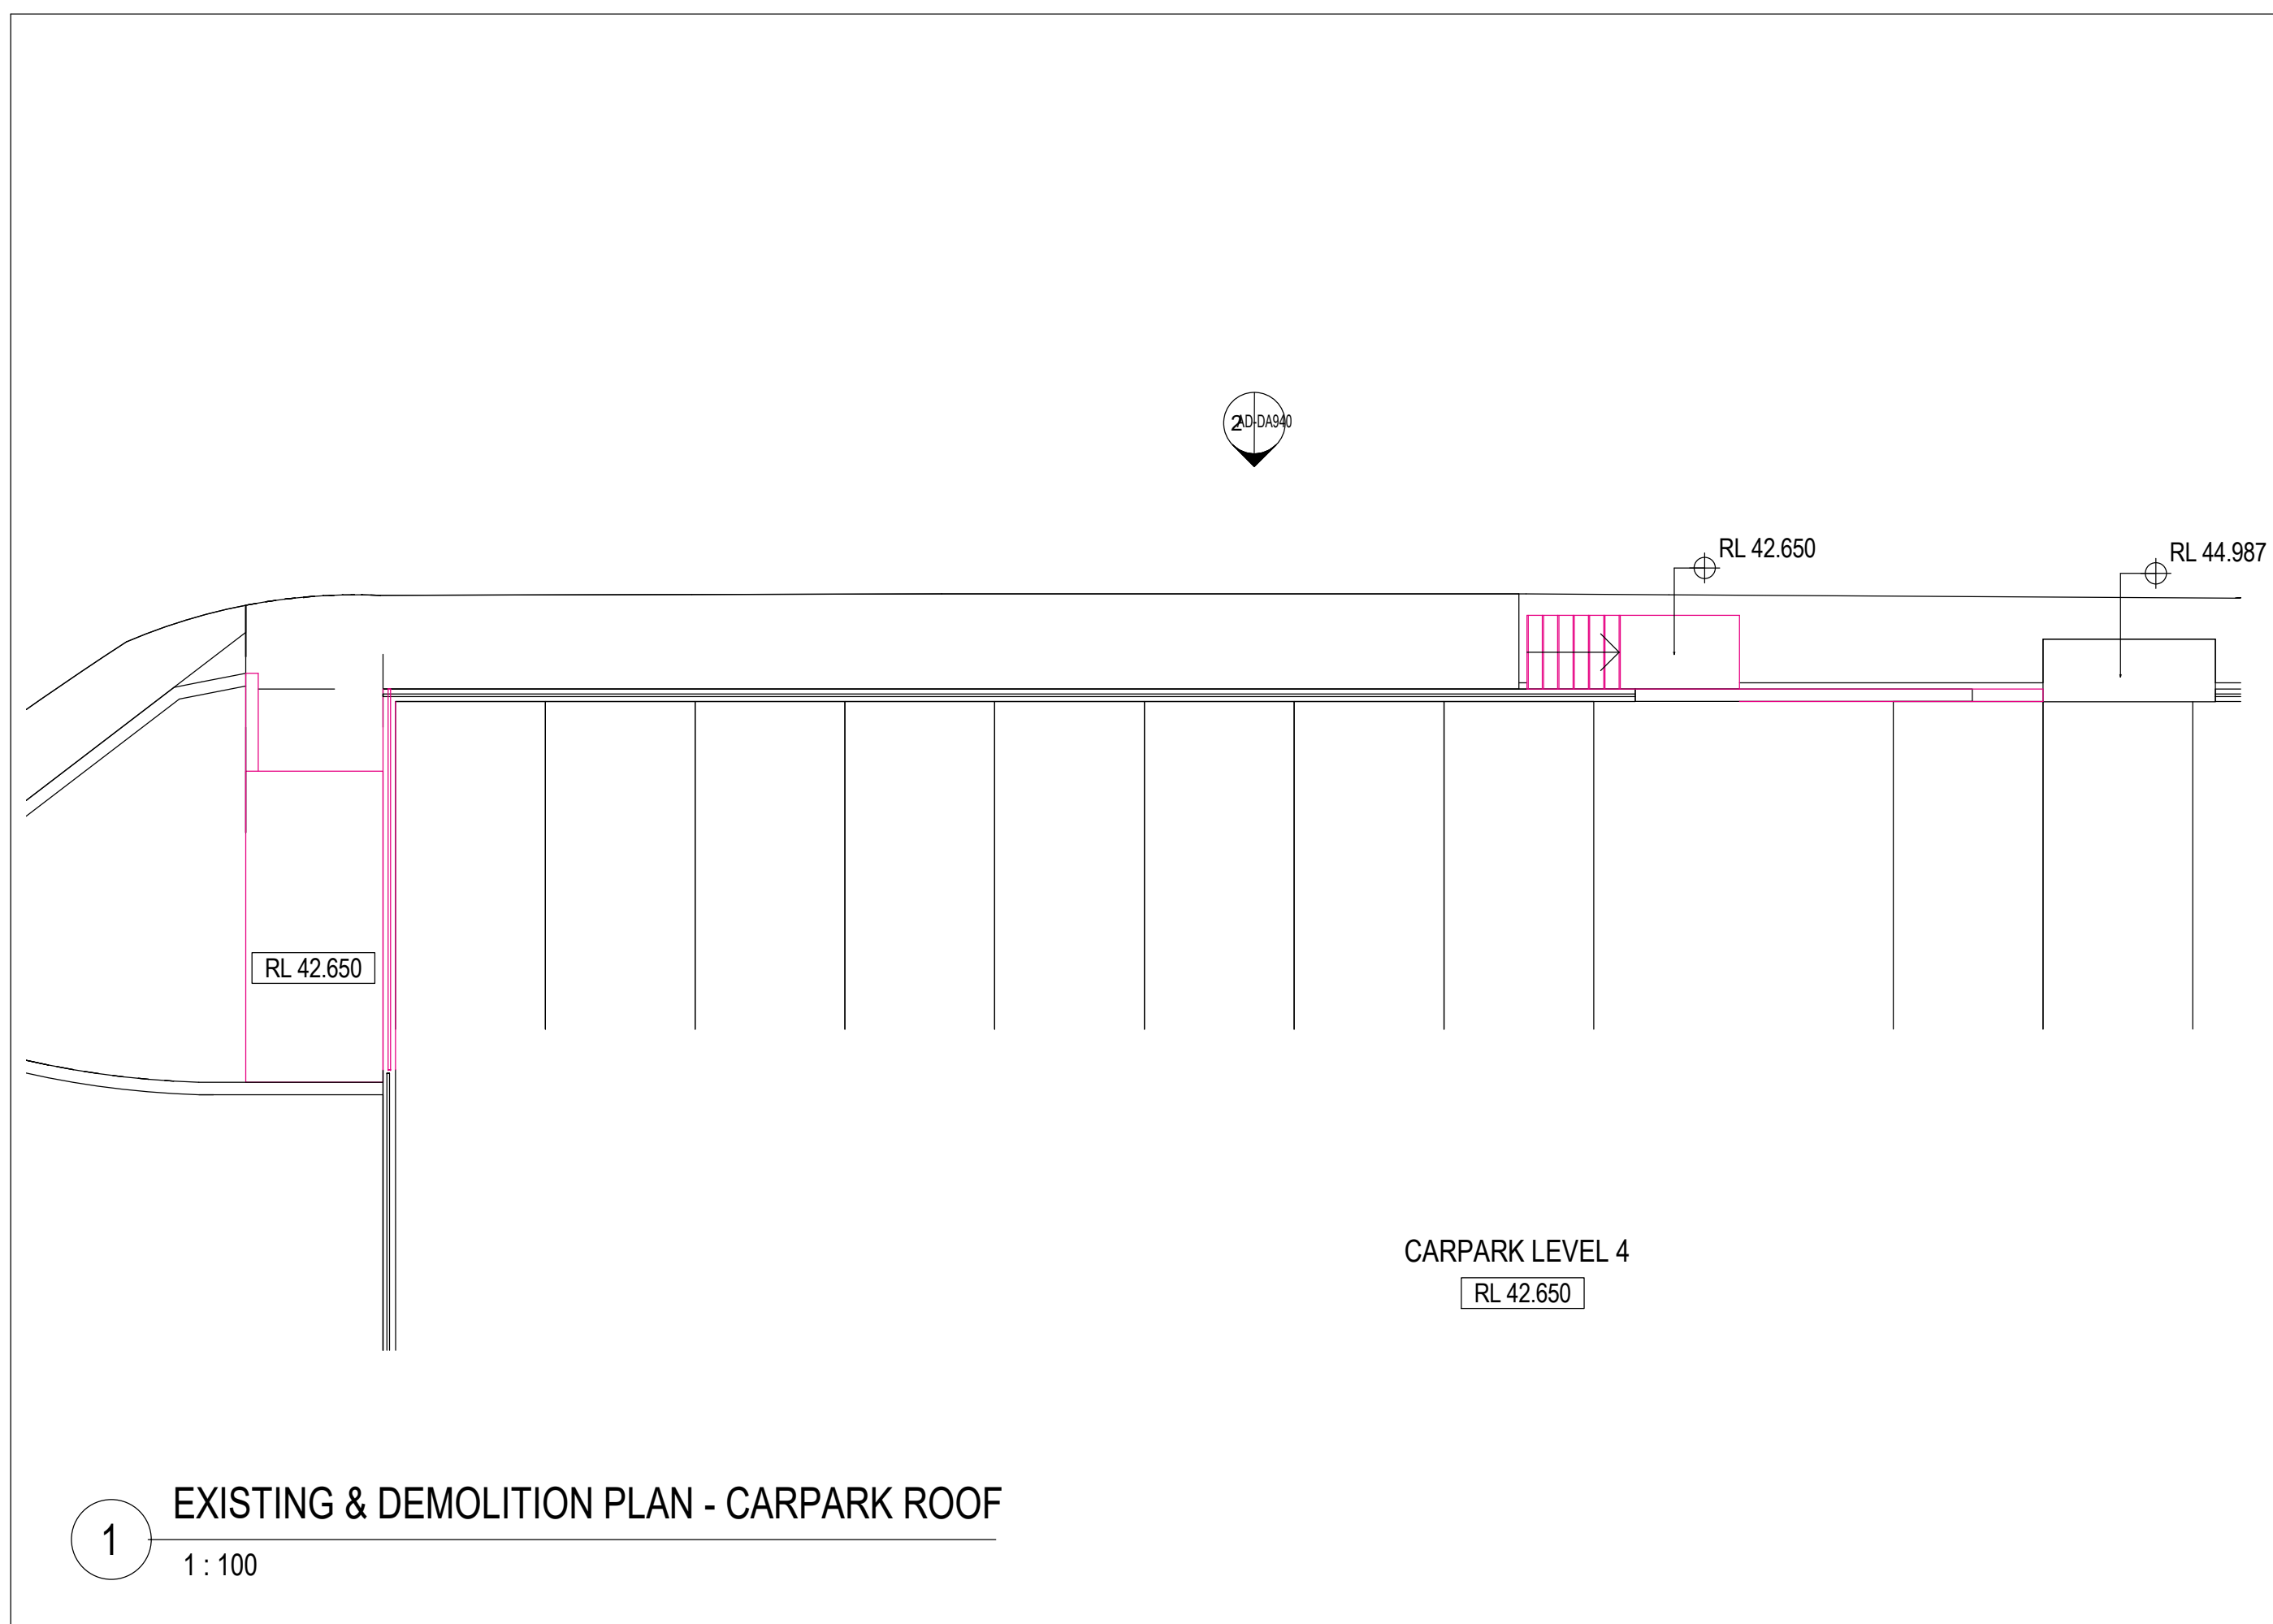 2 AD-DA940
RL 42.650
RL 44.987
RL 42.650
CARPARK LEVEL 4
RL 42.650
1
EXISTING & DEMOLITION PLAN - CARPARK ROOF
1 : 100